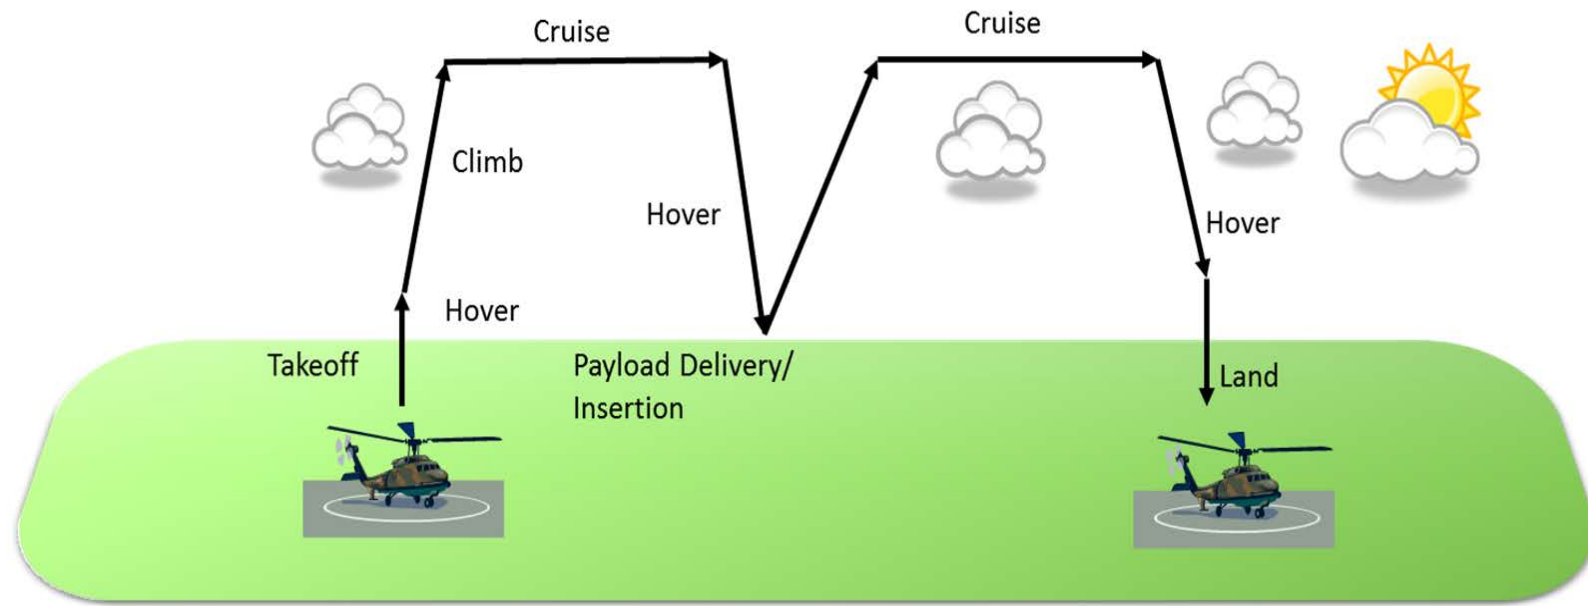 Cruise
Cruise
Climb
Hover
Hover
Hover
Takeoff
Payload Delivery/
Insertion
Land